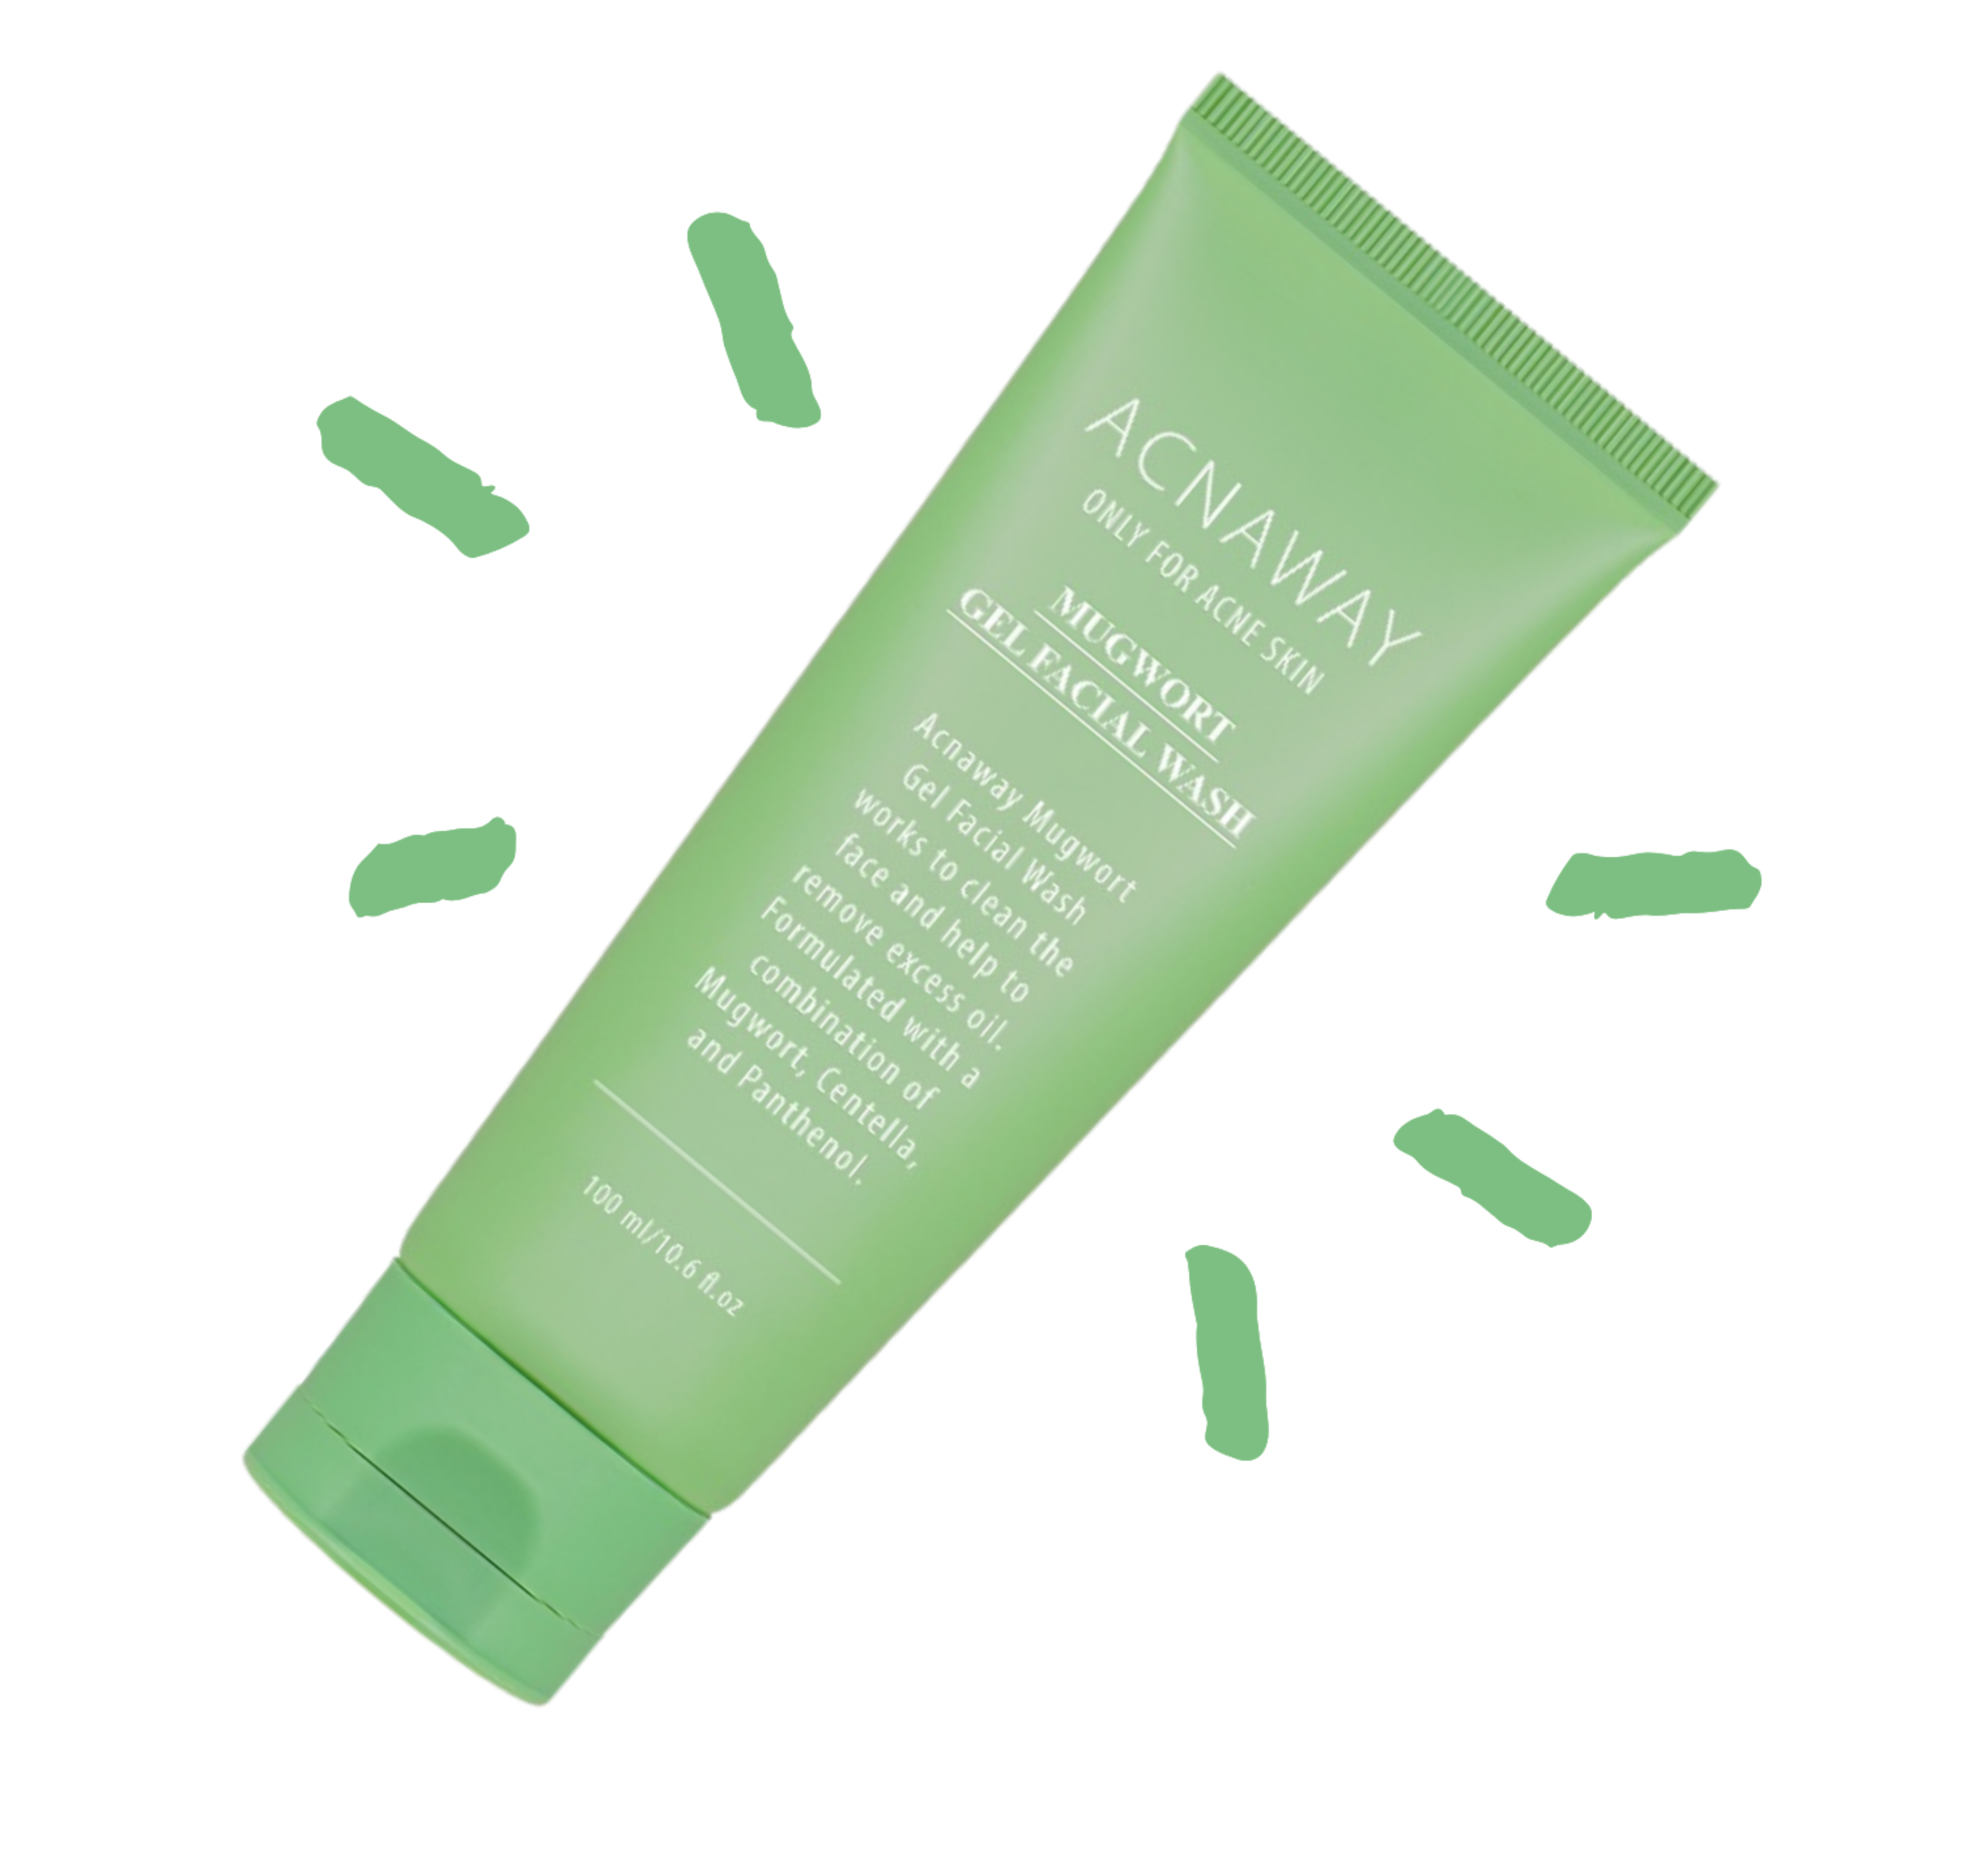 ACNAWAY
ONLY FOR ACNE SKIN
MUGWORT
GEL FACIAL WASH
Acnaway Mugwort
Gel Facial Wash
works to clean the
face and help to
remove excess oil.
Formulated with a
combination of
Mugwort, Centella,
and Panthenol.
100 ml/10.6 fl.oz